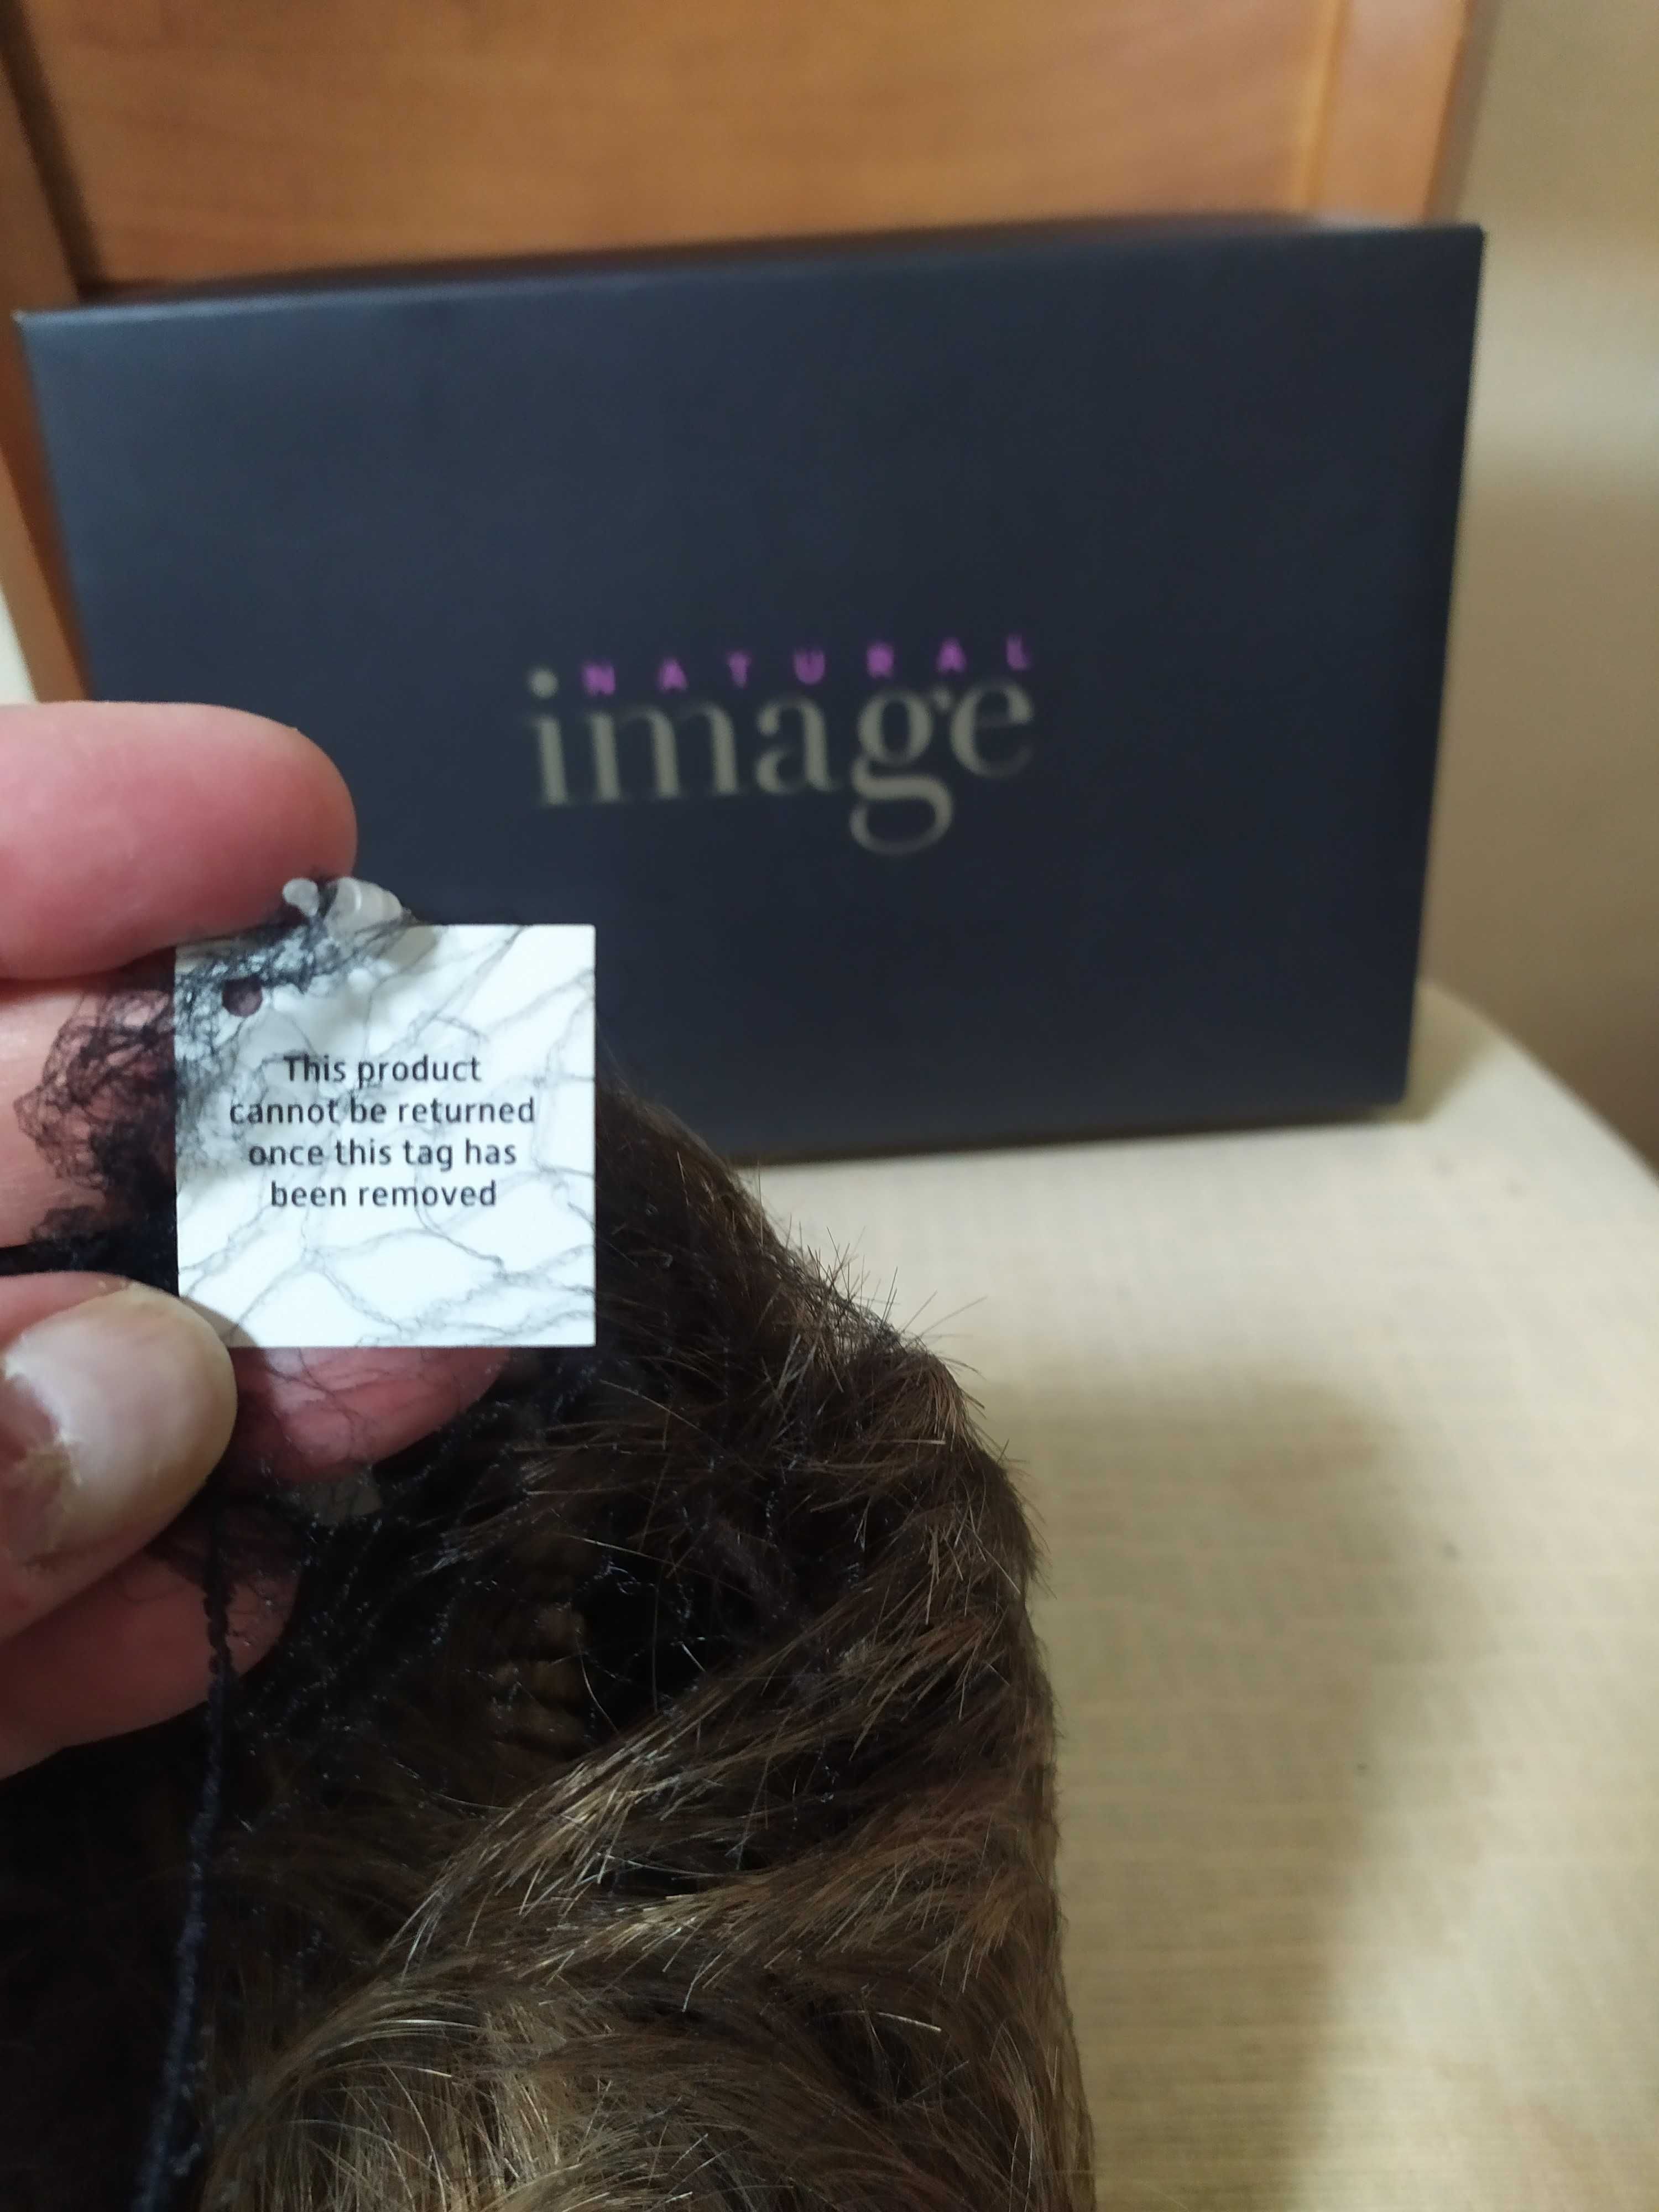 NATURAL
image
This product
cannot be returned
once this tag has
been removed